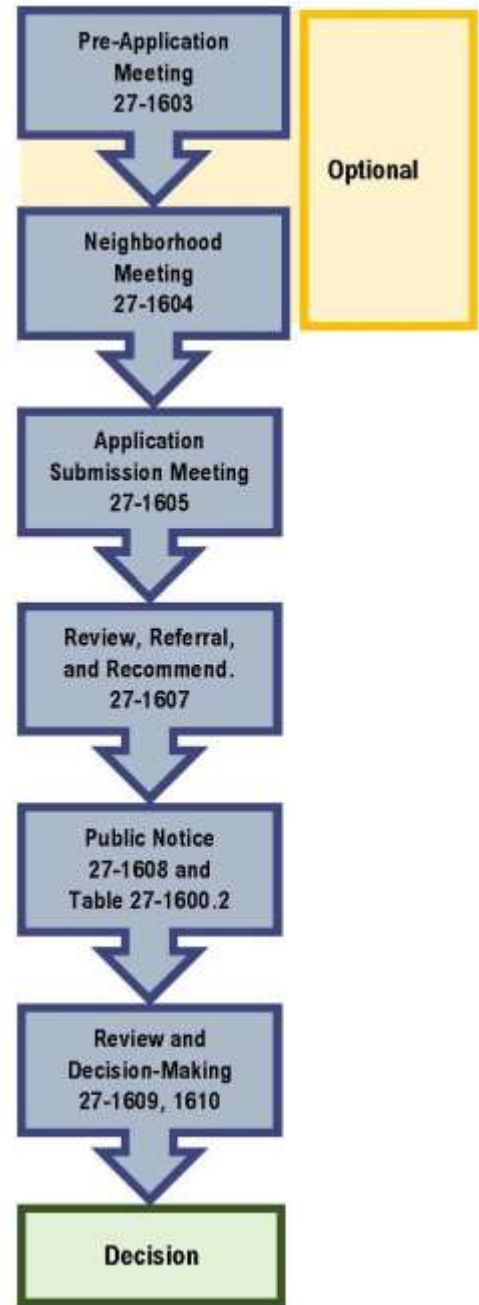 Pre-Application
Meeting
27-1603
Optional
Neighborhood
Meeting
27-1604
Application
Submission Meeting
27-1605
Review, Referral,
and Recommend.
27-1607
Public Notice
27-1608 and
Table 27-1600.2
Review and
Decision-Making
27-1609, 1610
Decision